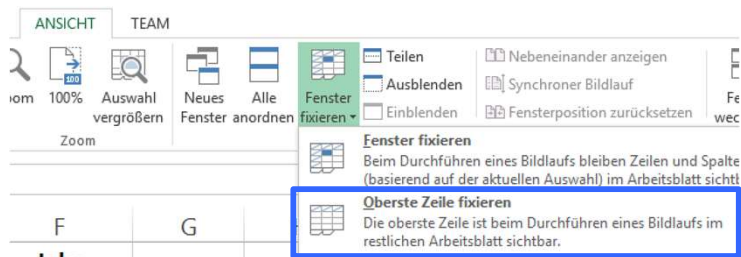 ANSICHT TEAM
100% Auswahl vergrößern
Neues Fenster
Alle anordnen
Fenster fixieren
Teilen
Ausblenden
Einblenden
Nebeneinander anzeigen
Synchroner Bildlauf
Fensterposition zurücksetzen
Zoom
Fenster fixieren
Beim Durchführen eines Bildlaufs bleiben Zeilen und Spalte
(basierend auf der aktuellen Auswahl) im Arbeitsblatt
Oberste Zeile fixieren
Die oberste Zeile ist beim Durchführen eines Bildlaufs im
restlichen Arbeitsblatt sichtbar.
F G